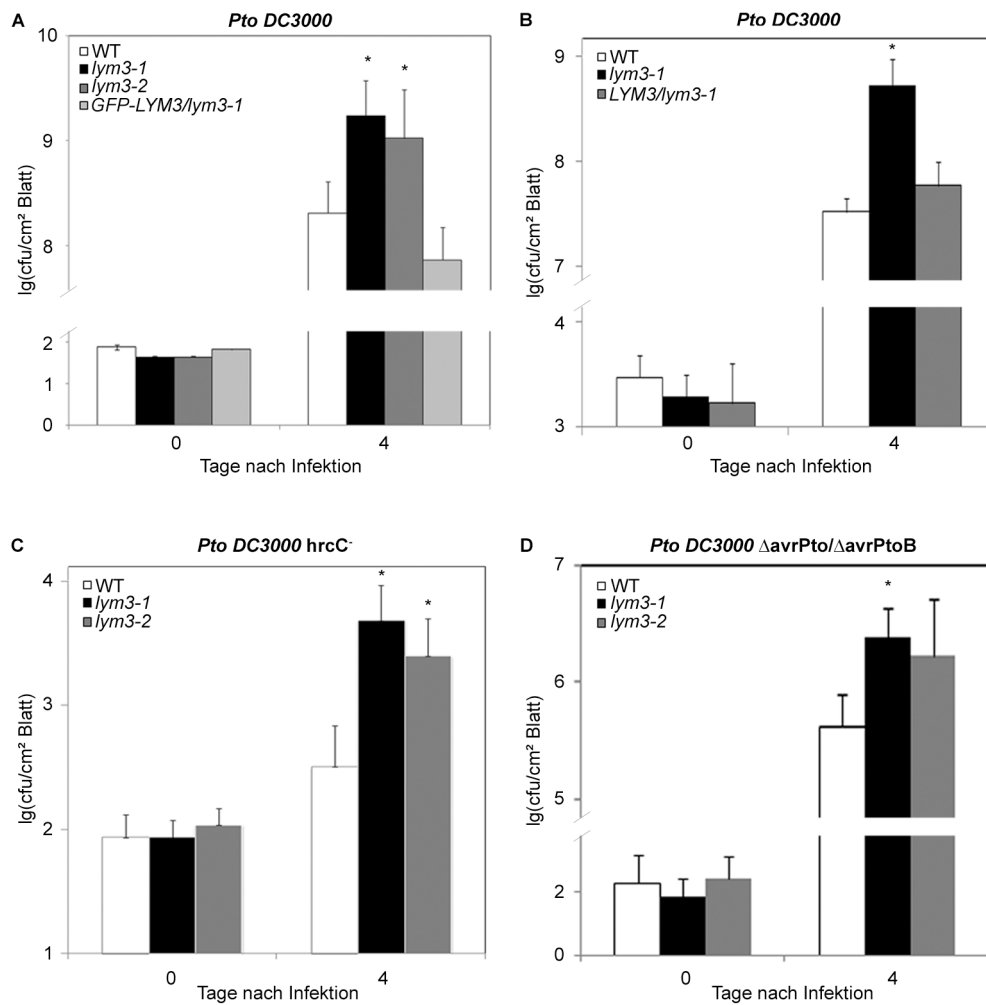 A
Pto DC3000
lg(cfu/cm² Blatt)
10
9
8
2
1
0
WT
lym3-1
lym3-2
GFP-LYM3/lym3-1
* *
0 4
Tage nach Infektion
B
Pto DC3000
lg(cfu/cm² Blatt)
9
8
7
4
3
WT
lym3-1
LYM3/lym3-1
*
0 4
Tage nach Infektion
C
Pto DC3000 hrcC⁻
lg(cfu/cm² Blatt)
4
3
2
1
WT
lym3-1
lym3-2
* *
0 4
Tage nach Infektion
D
Pto DC3000 ΔavrPto/ΔavrPtoB
lg(cfu/cm² Blatt)
7
6
5
2
0
WT
lym3-1
lym3-2
*
0 4
Tage nach Infektion